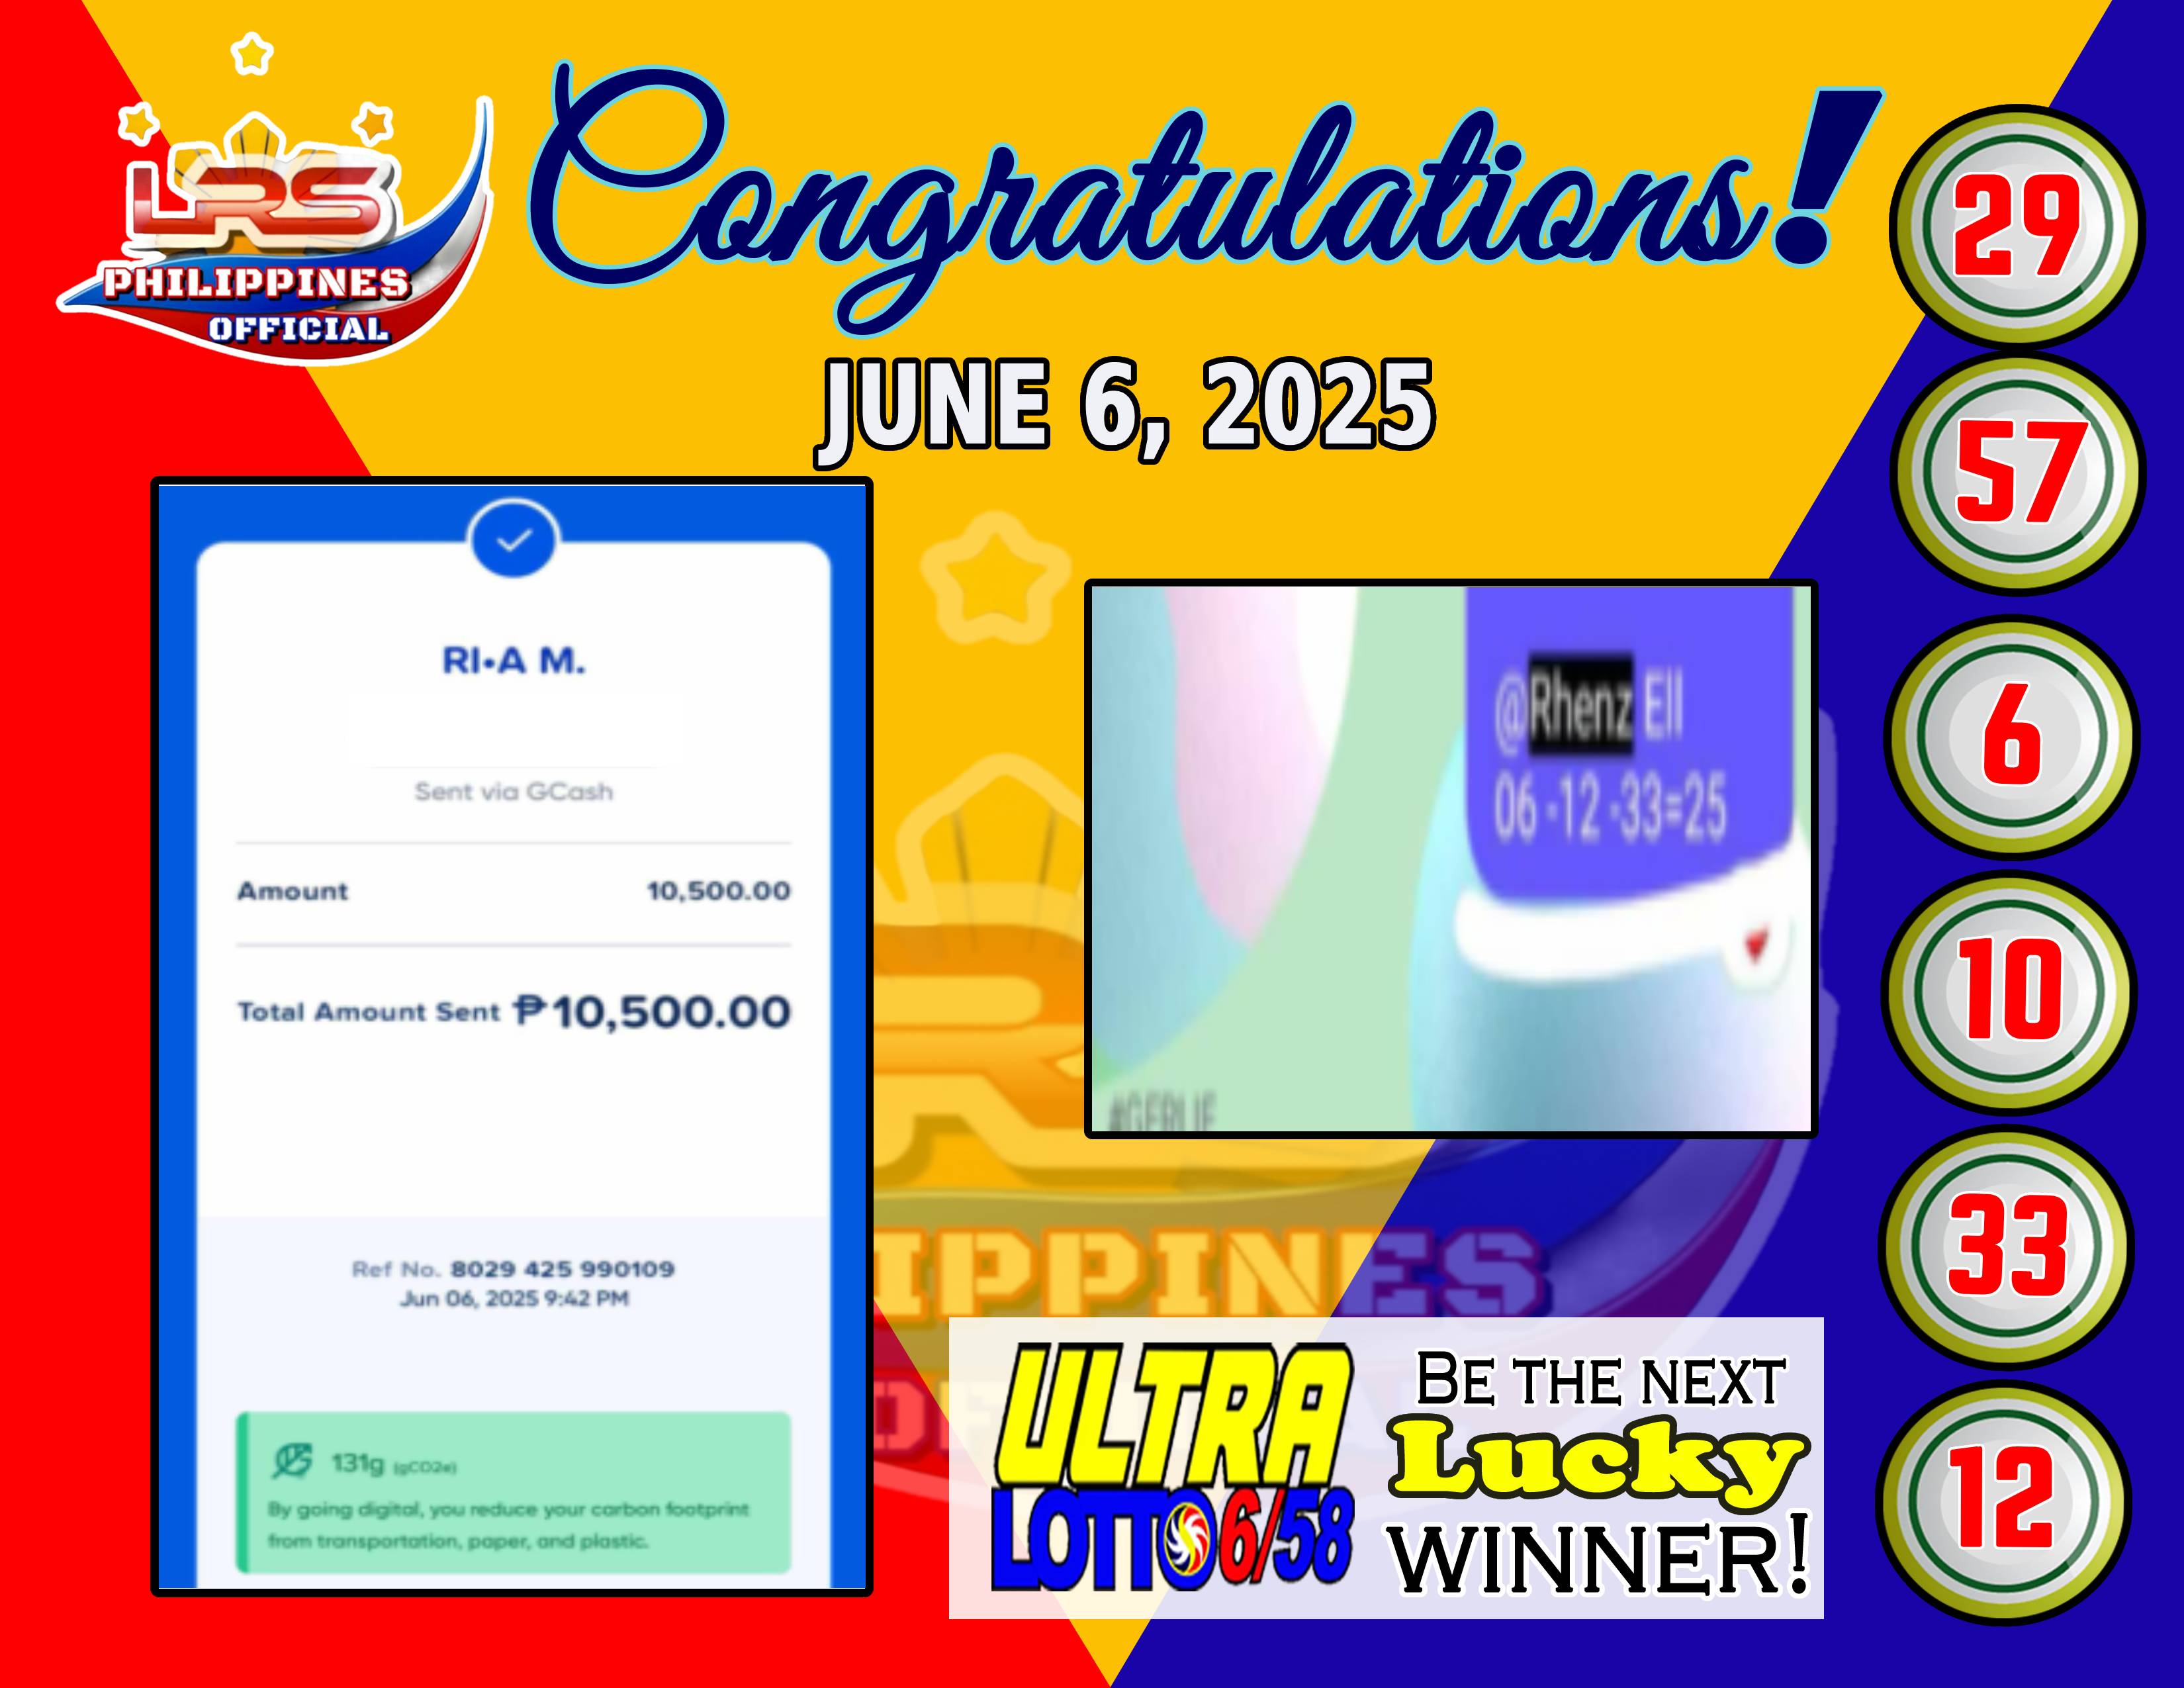 LRS
PHILIPPINES
OFFICIAL
Congratulations!
JUNE 6, 2025
RI•A M.
Sent via GCash
Amount 10,500.00
Total Amount Sent ₱10,500.00
Ref No. 8029 425 990109
Jun 06, 2025 9:42 PM
131g (gCO2e)
By going digital, you reduce your carbon footprint
from transportation, paper, and plastic.
@Rhenz Ell
06 -12 -33=25
#GERLIE
R
IPPINES
ULTRA
LOTTO 6/58
BE THE NEXT
Lucky
WINNER!
29
57
6
10
33
12